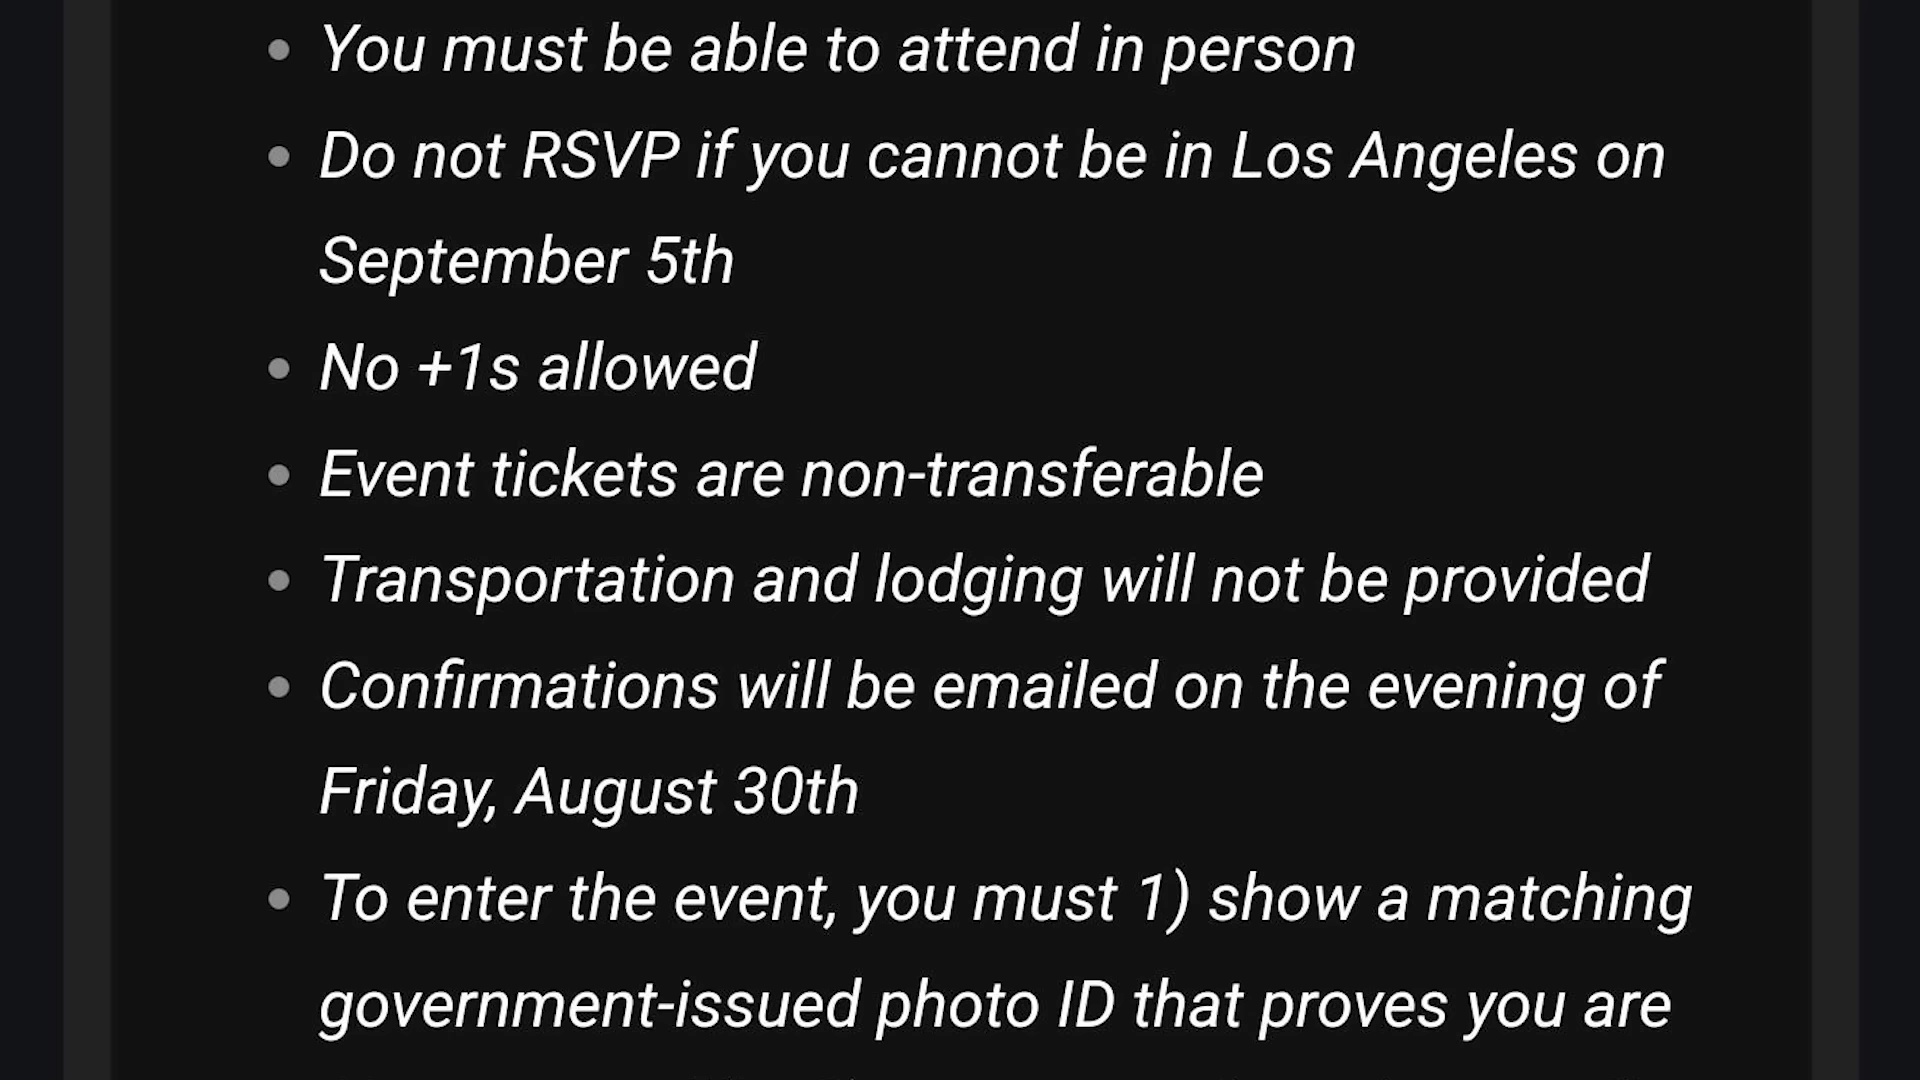 You must be able to attend in person
Do not RSVP if you cannot be in Los Angeles on
September 5th
No +1s allowed
Event tickets are non-transferable
Transportation and lodging will not be provided
Confirmations will be emailed on the evening of
Friday, August 30th
To enter the event, you must 1) show a matching
government-issued photo ID that proves you are